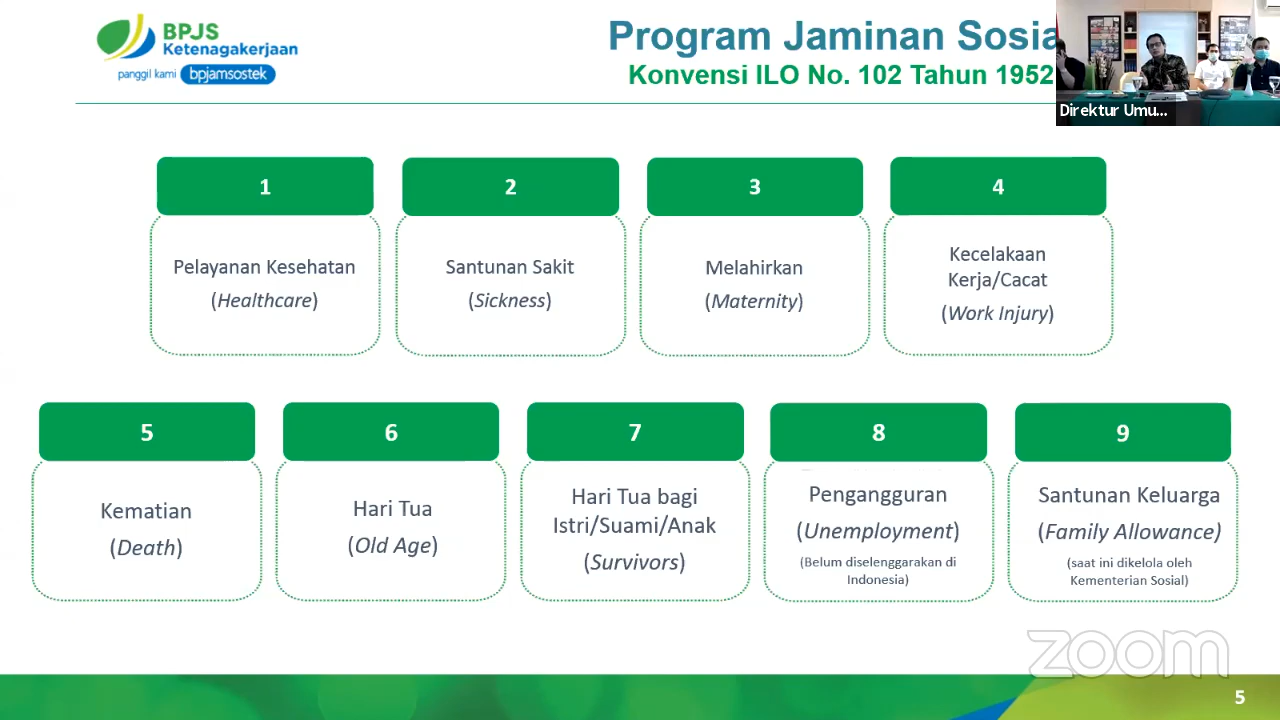 BPJS
Ketenagakerjaan
panggil kami bpjamsostek
Program Jaminan Sosia
Konvensi ILO No. 102 Tahun 1952
Direktur Umu...
1
2
3
4
Pelayanan Kesehatan
(Healthcare)
Santunan Sakit
(Sickness)
Melahirkan
(Maternity)
Kecelakaan
Kerja/Cacat
(Work Injury)
5
6
7
8
9
Kematian
(Death)
Hari Tua
(Old Age)
Hari Tua bagi
Istri/Suami/Anak
(Survivors)
Pengangguran
(Unemployment)
(Belum diselenggarakan di
Indonesia)
Santunan Keluarga
(Family Allowance)
(saat ini dikelola oleh
Kementerian Sosial)
zoom
5